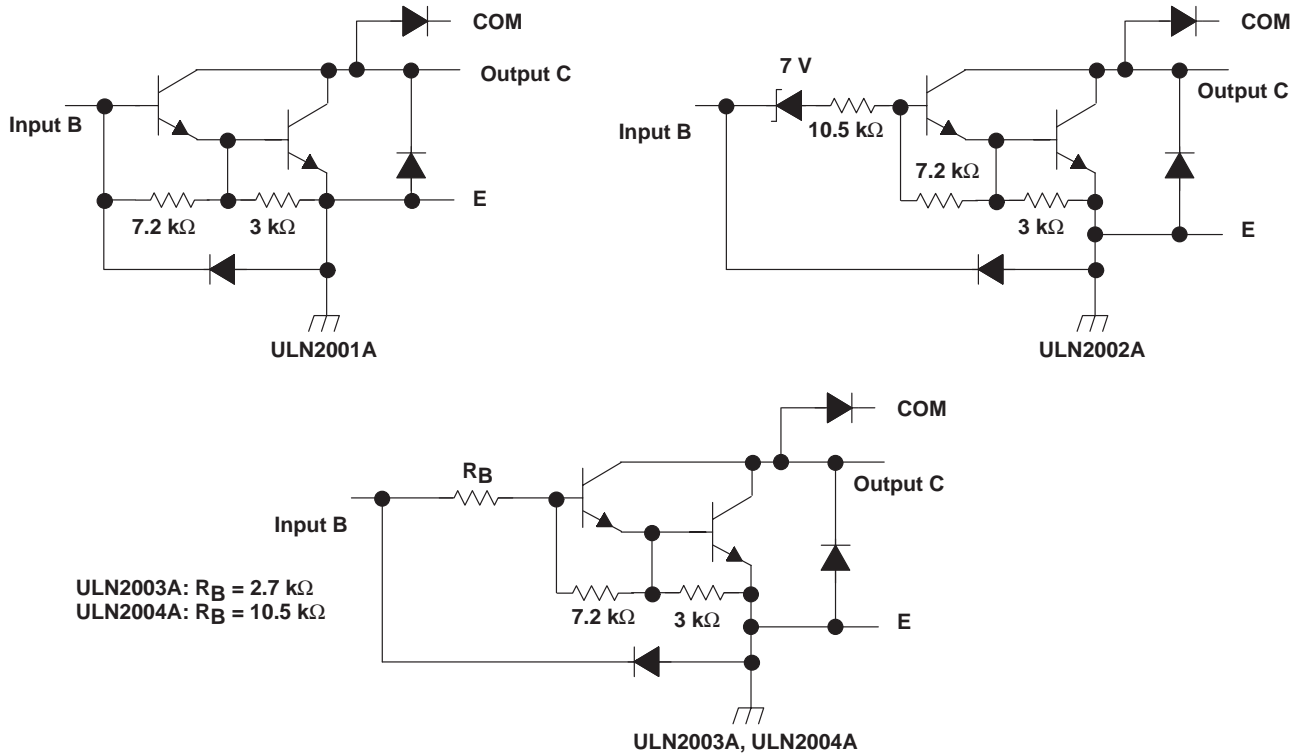 COM
Output C
Input B
7.2 kΩ
3 kΩ
E
ULN2001A
COM
7 V
Output C
Input B
10.5 kΩ
7.2 kΩ
3 kΩ
E
ULN2002A
COM
RB
Output C
Input B
ULN2003A: RB = 2.7 kΩ
ULN2004A: RB = 10.5 kΩ
7.2 kΩ
3 kΩ
E
ULN2003A, ULN2004A